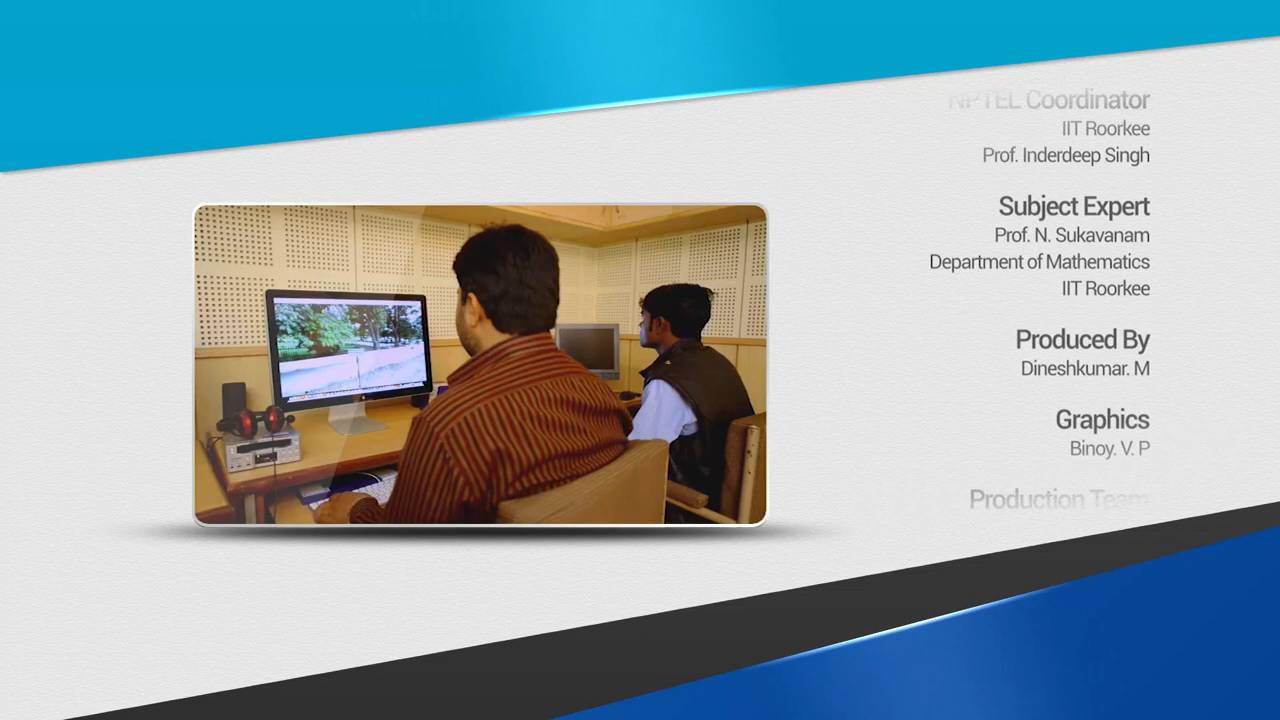 NPTEL Coordinator
IIT Roorkee
Prof. Inderdeep Singh
Subject Expert
Prof. N. Sukavanam
Department of Mathematics
IIT Roorkee
Produced By
Dineshkumar. M
Graphics
Binoy. V. P
Production Team